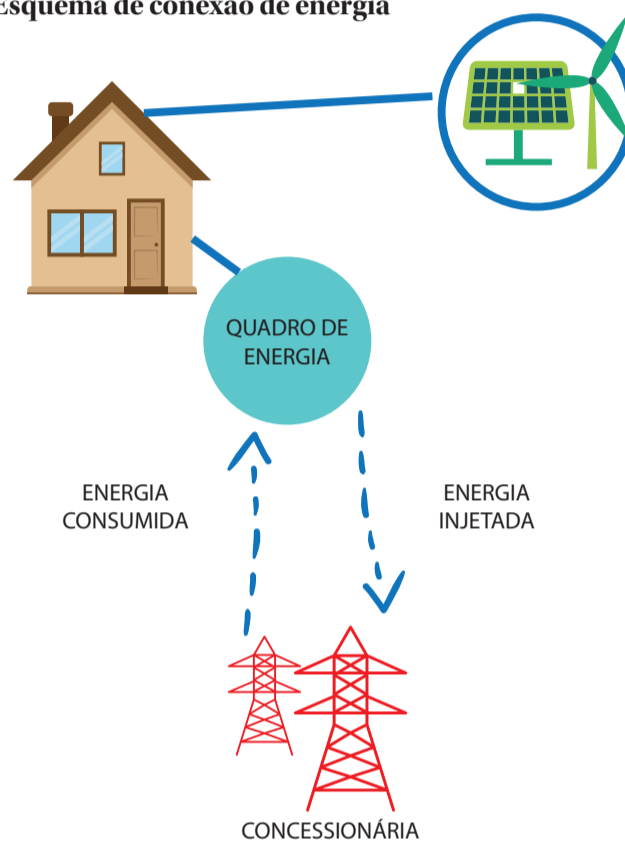 Esquema de conexão de energia
QUADRO DE
ENERGIA
ENERGIA
CONSUMIDA
ENERGIA
INJETADA
CONCESSIONÁRIA